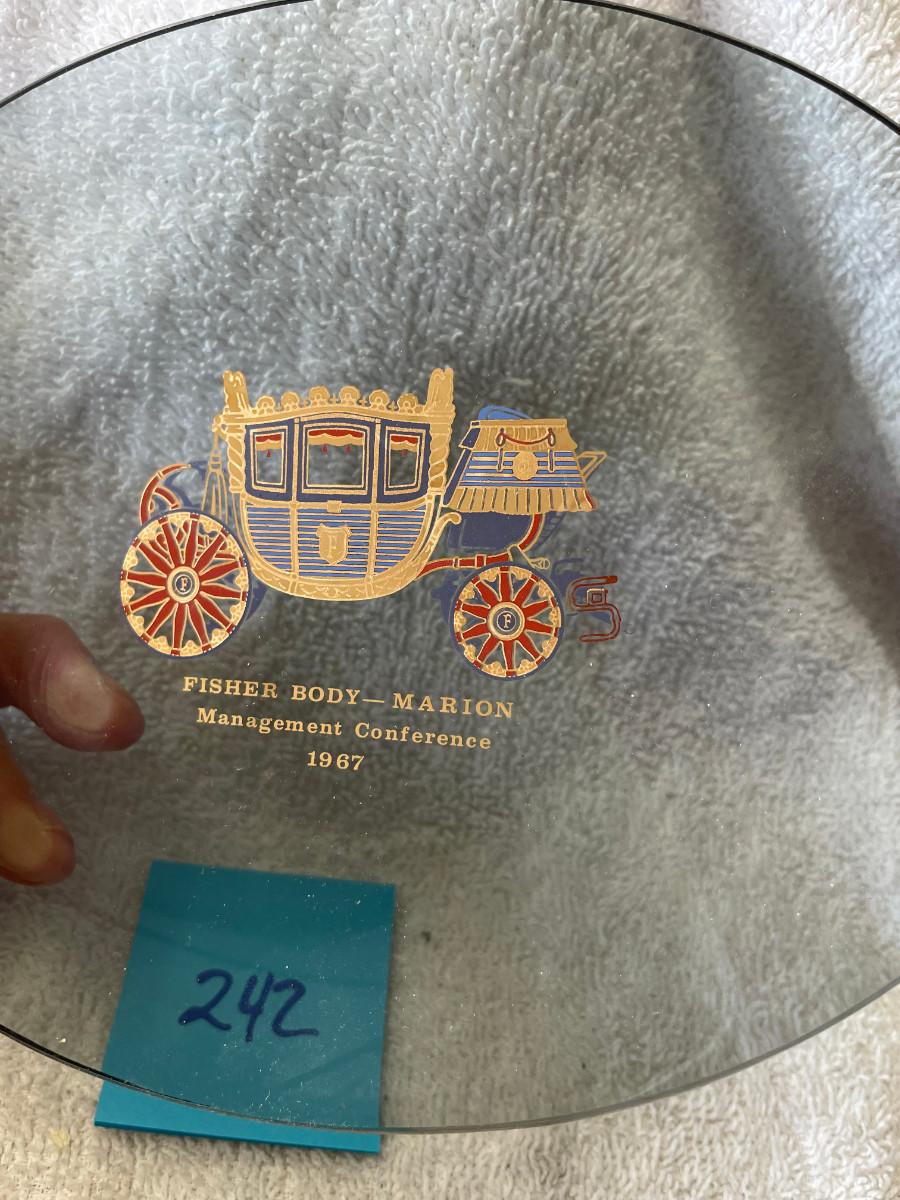 F
F
F
FISHER BODY—MARION
Management Conference
1967
242